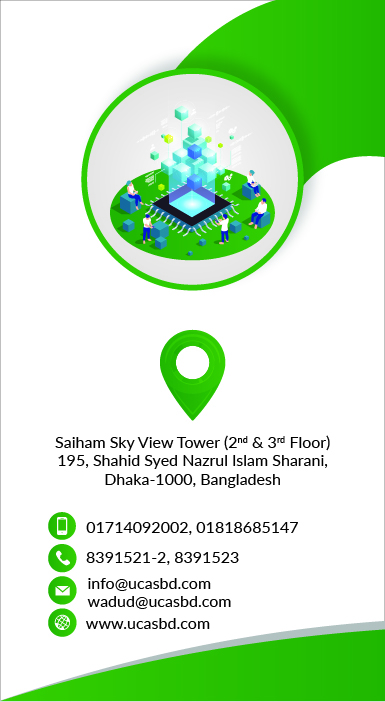 Saiham Sky View Tower (2nd & 3rd Floor)
195, Shahid Syed Nazrul Islam Sharani,
Dhaka-1000, Bangladesh
01714092002, 01818685147
8391521-2, 8391523
info@ucasbd.com
wadud@ucasbd.com
www.ucasbd.com